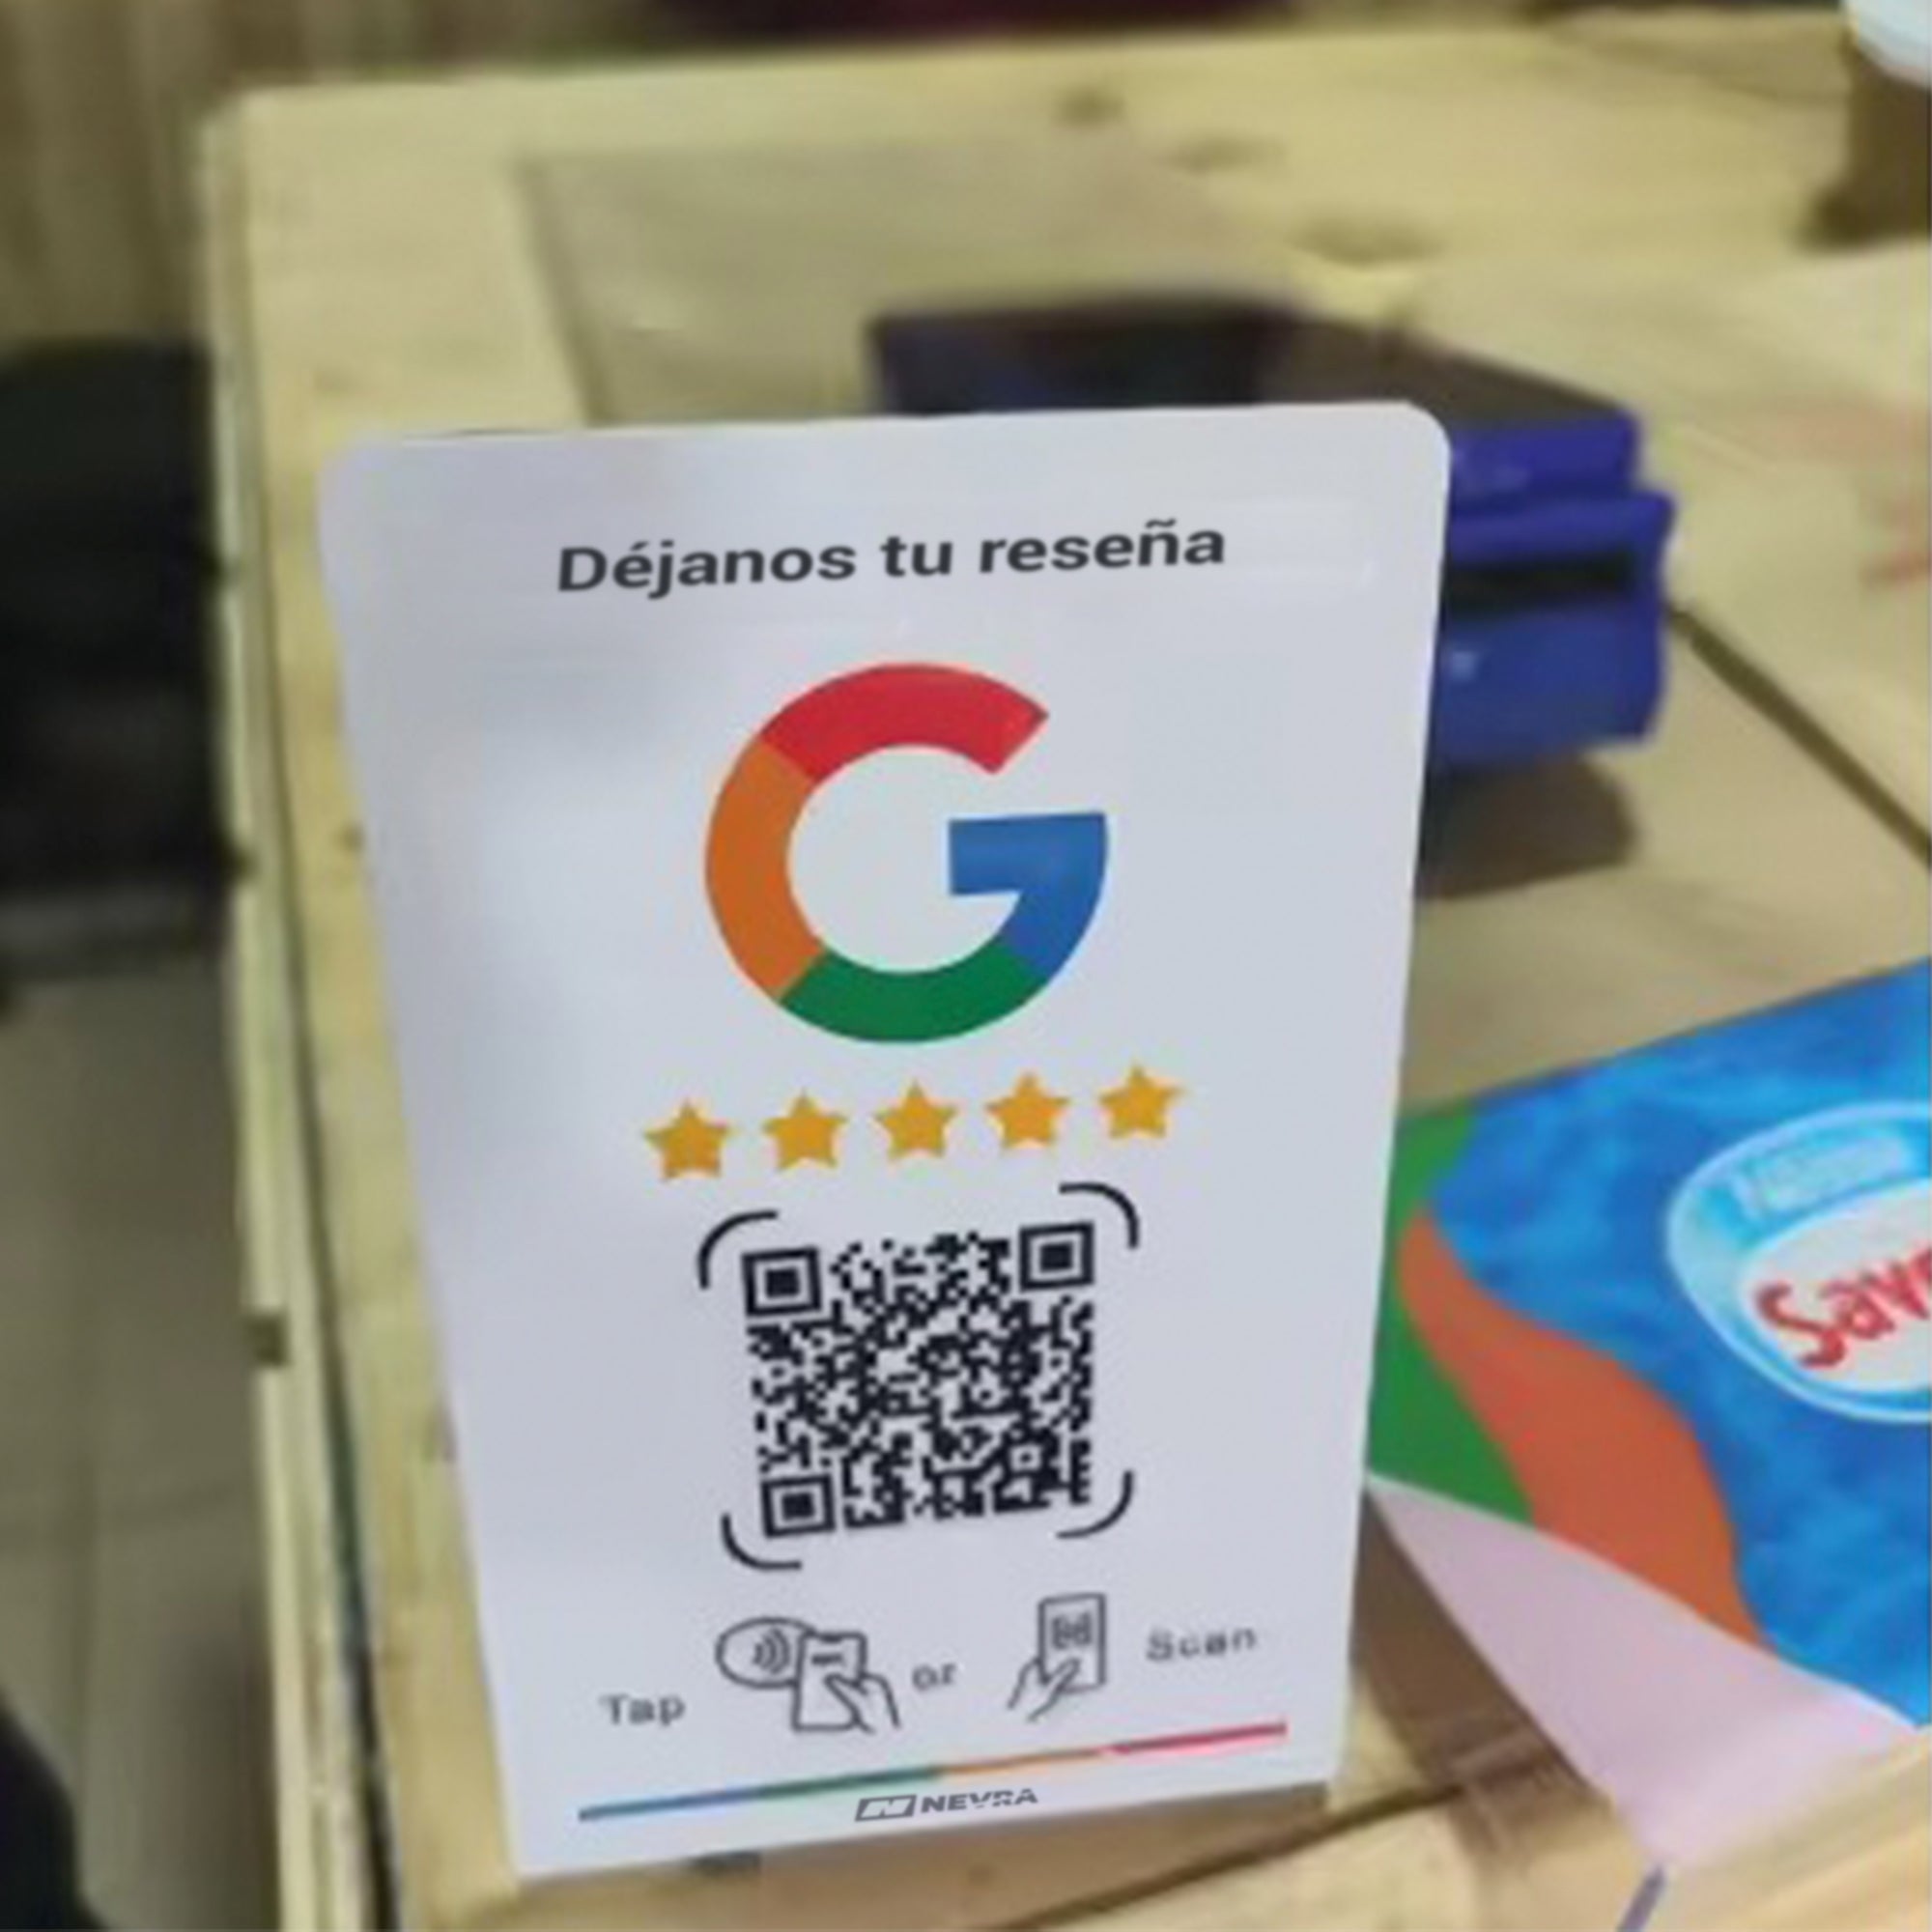 Déjanos tu reseña
G
Tap
or
Scan
NEVRA